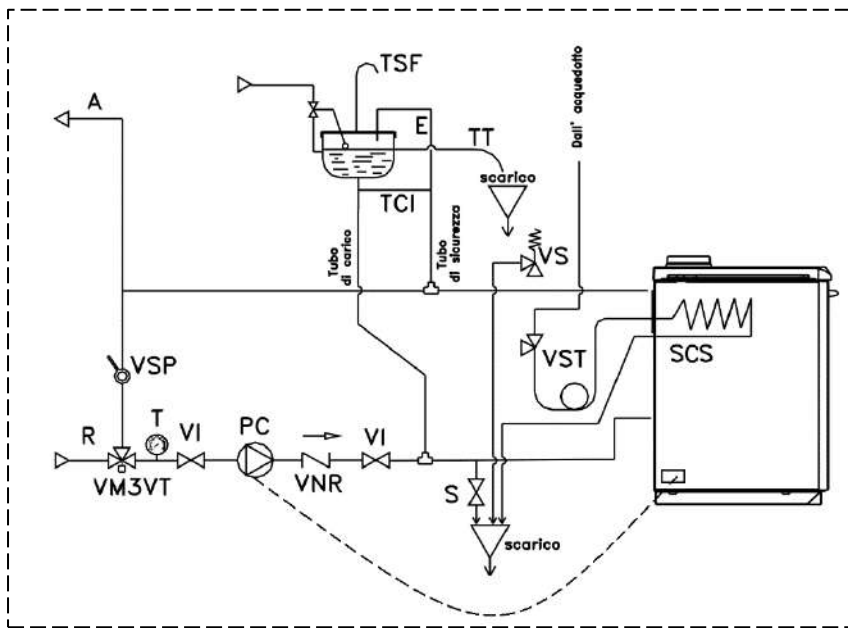 TSF
A
E
TT
Dall' acquedotto
scarico
TCI
Tubo
di carico
Tubo
di sicurezza
VS
VSP
VST
SCS
R
T
VI
PC
VI
VM3VT
VNR
S
scarico